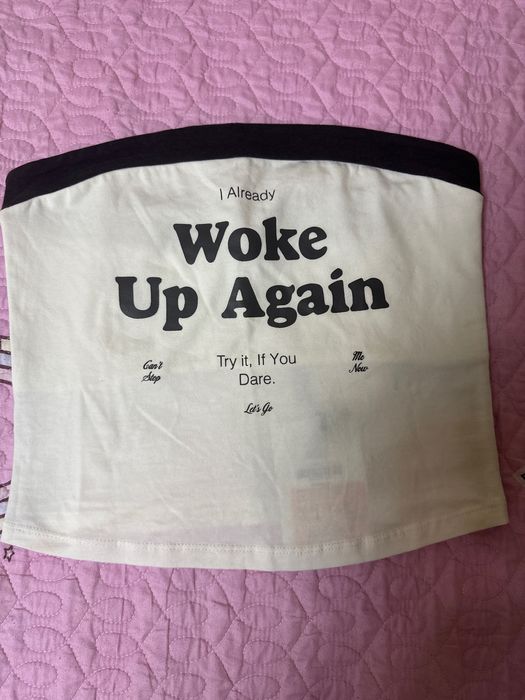 I Already
Woke
Up Again
Can't
Stop
Try it, If You
Dare.
Me
Now
Let's Go